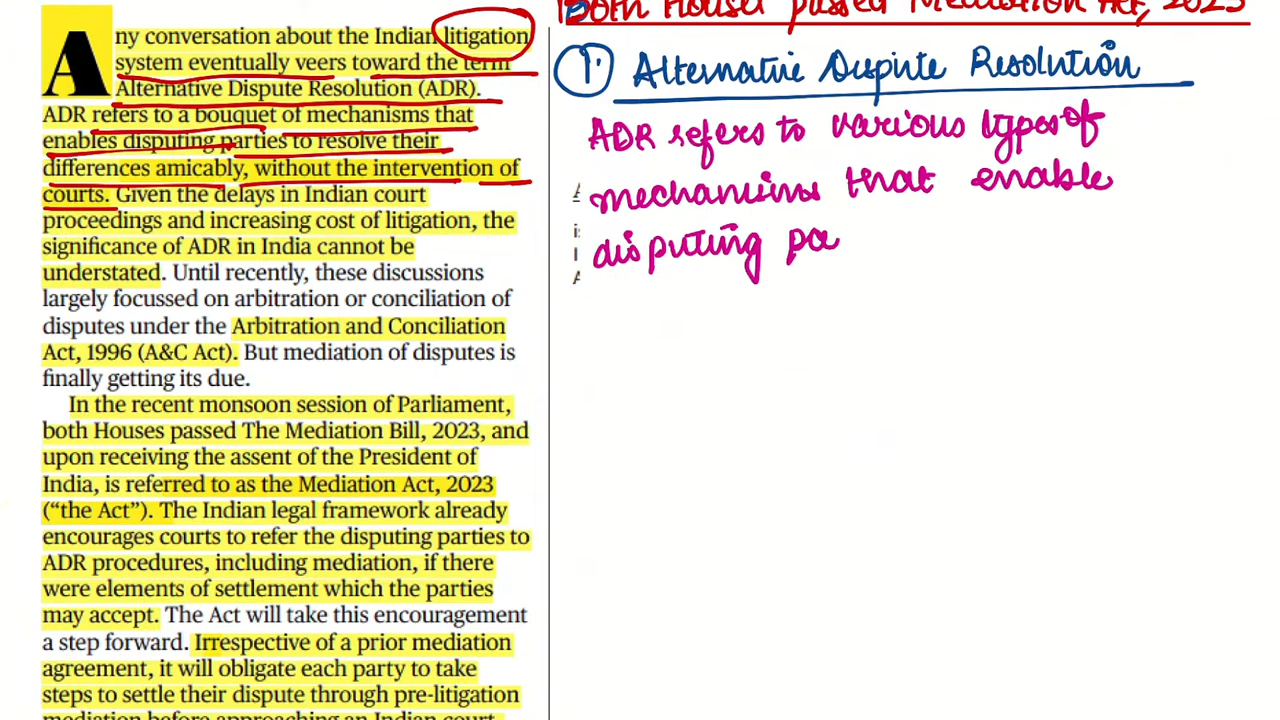 Any conversation about the Indian litigation
system eventually veers toward the term
Alternative Dispute Resolution (ADR).
ADR refers to a bouquet of mechanisms that
enables disputing parties to resolve their
differences amicably, without the intervention of
courts. Given the delays in Indian court
proceedings and increasing cost of litigation, the
significance of ADR in India cannot be
understated. Until recently, these discussions
largely focussed on arbitration or conciliation of
disputes under the Arbitration and Conciliation
Act, 1996 (A&C Act). But mediation of disputes is
finally getting its due.
In the recent monsoon session of Parliament,
both Houses passed The Mediation Bill, 2023, and
upon receiving the assent of the President of
India, is referred to as the Mediation Act, 2023
(“the Act”). The Indian legal framework already
encourages courts to refer the disputing parties to
ADR procedures, including mediation, if there
were elements of settlement which the parties
may accept. The Act will take this encouragement
a step forward. Irrespective of a prior mediation
agreement, it will obligate each party to take
steps to settle their dispute through pre-litigation
mediation before approaching an Indian court
Both Houses passed Mediation Act, 2023
1. Alternative Dispute Resolution
ADR refers to various types of
mechanisms that enable
disputing pa